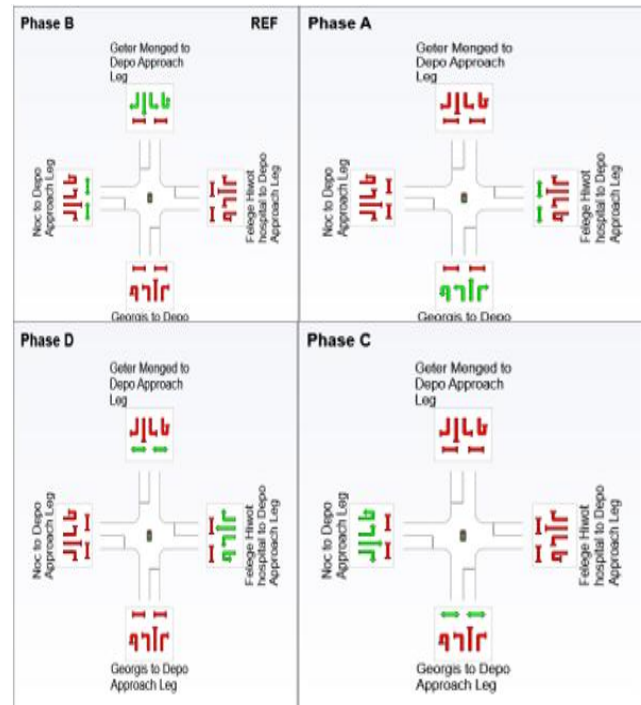 Phase B
REF
Geter Menged to
Depo Approach
Leg
Noc to Depo
Approach Leg
Felege Hiwot
hospital to Depo
Approach Leg
Georgis to Depo
Phase A
Geter Menged to
Depo Approach
Leg
Noc to Depo
Approach Leg
Felege Hiwot
hospital to Depo
Approach Leg
Georgis to Depo
Phase D
Geter Menged to
Depo Approach
Leg
Noc to Depo
Approach Leg
Felege Hiwot
hospital to Depo
Approach Leg
Georgis to Depo
Approach Leg
Phase C
Geter Menged to
Depo Approach
Leg
Noc to Depo
Approach Leg
Felege Hiwot
hospital to Depo
Approach Leg
Georgis to Depo
Approach Leg